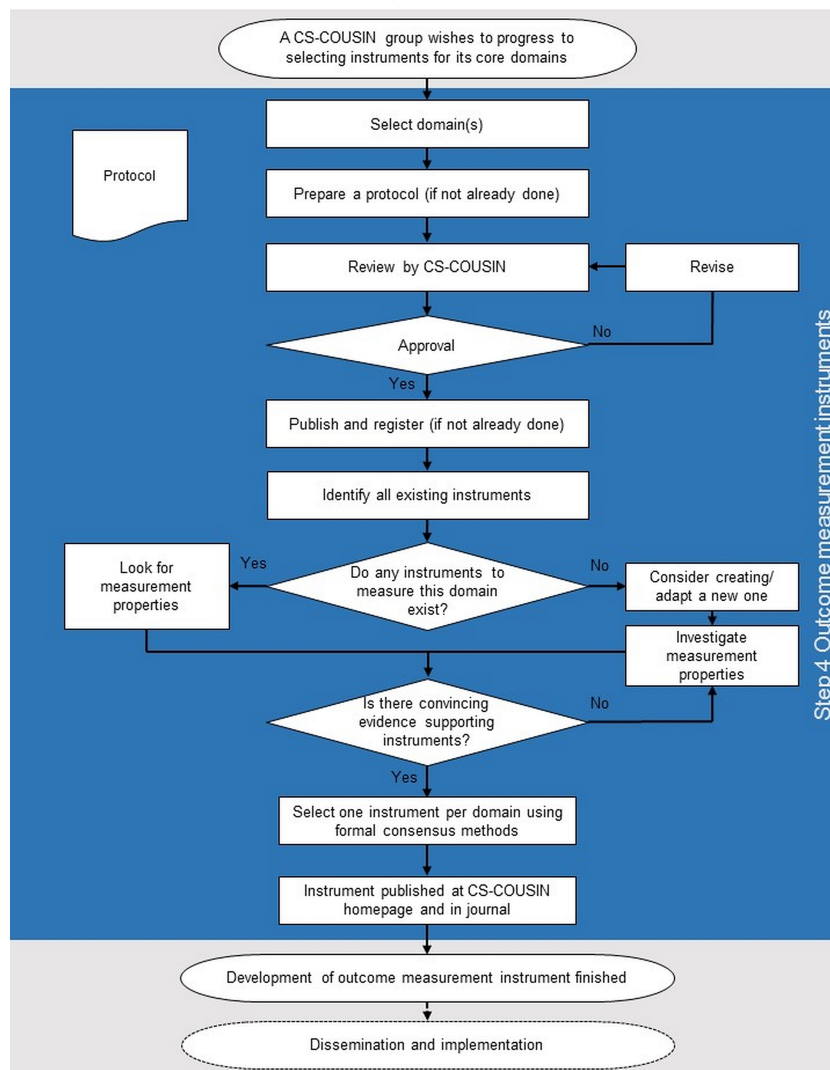 A CS-COUSIN group wishes to progress to
selecting instruments for its core domains
Select domain(s)
Protocol
Prepare a protocol (if not already done)
Review by CS-COUSIN
Revise
Approval
No
Yes
Publish and register (if not already done)
Identify all existing instruments
Look for
measurement
properties
Yes
Do any instruments to
measure this domain
exist?
No
Consider creating/
adapt a new one
Investigate
measurement
properties
Is there convincing
evidence supporting
instruments?
No
Yes
Select one instrument per domain using
formal consensus methods
Instrument published at CS-COUSIN
homepage and in journal
Development of outcome measurement instrument finished
Dissemination and implementation
Step 4 Outcome measurement instruments